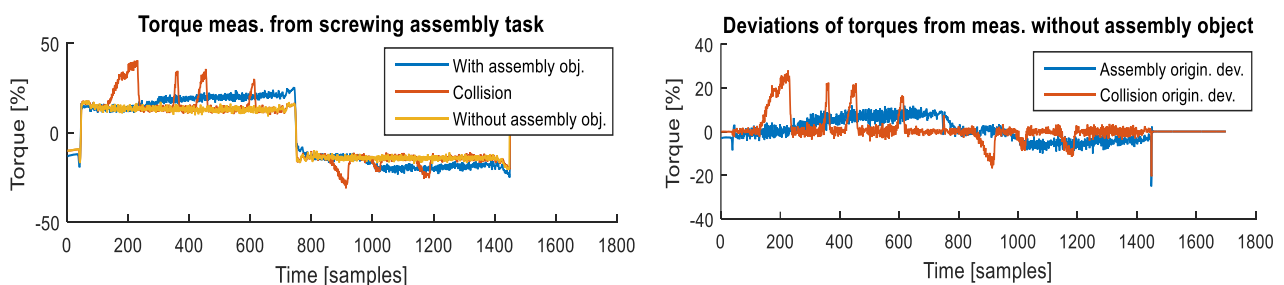 Torque meas. from screwing assembly task
50
0
-50
Torque [%]
With assembly obj.
Collision
Without assembly obj.
0 200 400 600 800 1000 1200 1400 1600 1800
Time [samples]
Deviations of torques from meas. without assembly object
40
20
0
-20
-40
Torque [%]
Assembly origin. dev.
Collision origin. dev.
0 200 400 600 800 1000 1200 1400 1600 1800
Time [samples]